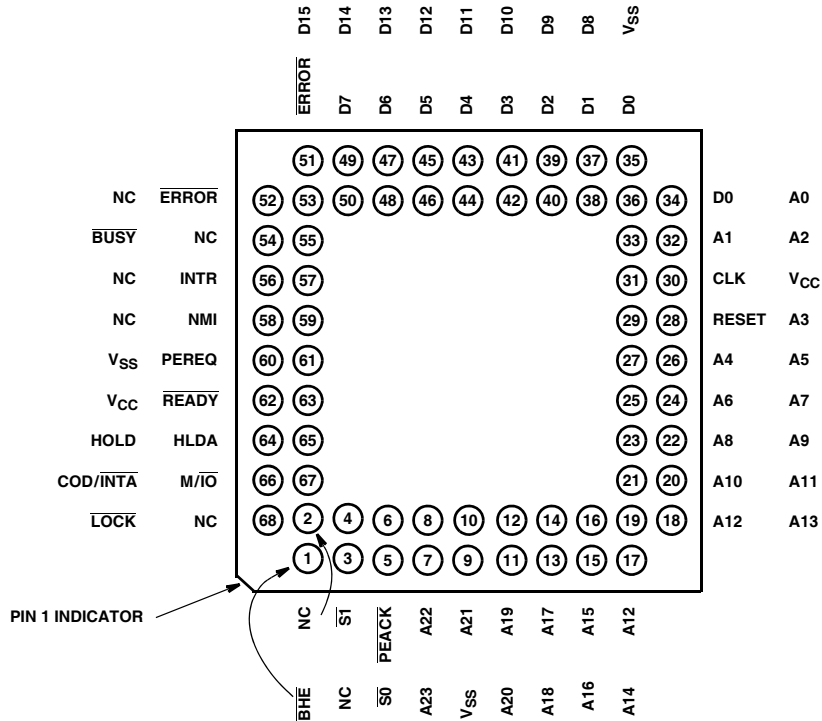 D15 D14 D13 D12 D11 D10 D9 D8 VSS
ERROR D7 D6 D5 D4 D3 D2 D1 D0
51 49 47 45 43 41 39 37 35
NC ERROR 52 53 50 48 46 44 42 40 38 36 34 D0 A0
BUSY NC 54 55 33 32 A1 A2
NC INTR 56 57 31 30 CLK VCC
NC NMI 58 59 29 28 RESET A3
VSS PEREQ 60 61 27 26 A4 A5
VCC READY 62 63 25 24 A6 A7
HOLD HLDA 64 65 23 22 A8 A9
COD/INTA M/IO 66 67 21 20 A10 A11
LOCK NC 68 2 4 6 8 10 12 14 16 19 18 A12 A13
1 3 5 7 9 11 13 15 17
PIN 1 INDICATOR
NC S1 PEACK A22 A21 A19 A17 A15 A12
BHE NC S0 A23 VSS A20 A18 A16 A14